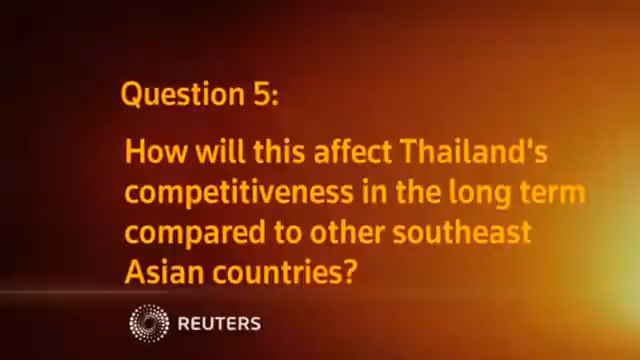 Question 5:
How will this affect Thailand's
competitiveness in the long term
compared to other southeast
Asian countries?
REUTERS